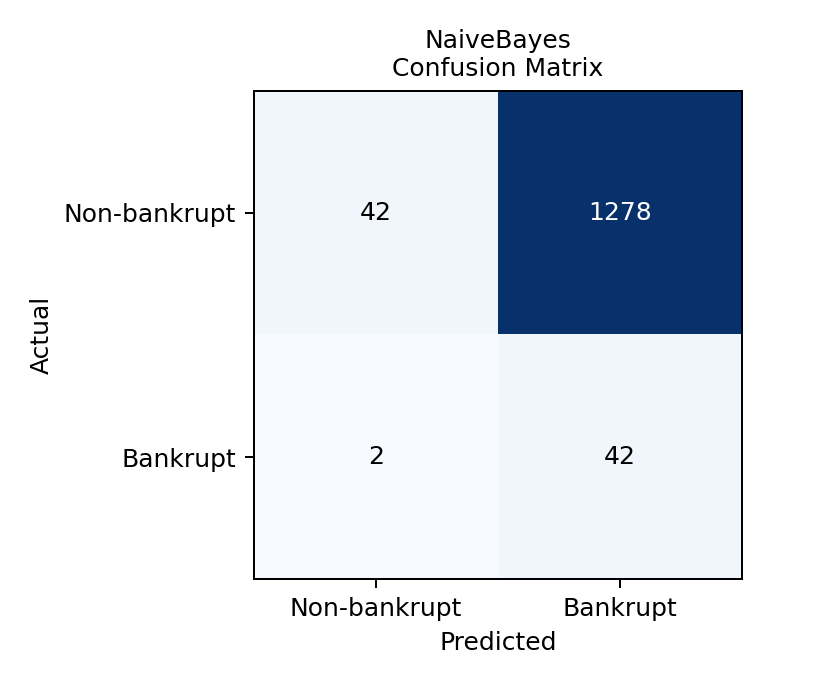 NaiveBayes
Confusion Matrix
Non-bankrupt
42
1278
Actual
Bankrupt
2
42
Non-bankrupt
Bankrupt
Predicted